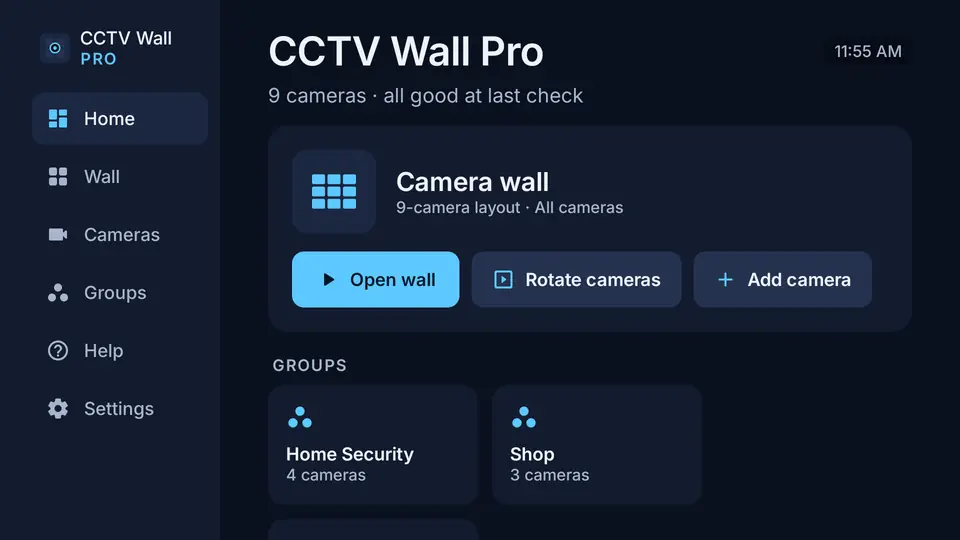 CCTV Wall
PRO
Home
Wall
Cameras
Groups
Help
Settings
CCTV Wall Pro
11:55 AM
9 cameras · all good at last check
Camera wall
9-camera layout · All cameras
Open wall
Rotate cameras
Add camera
GROUPS
Home Security
4 cameras
Shop
3 cameras